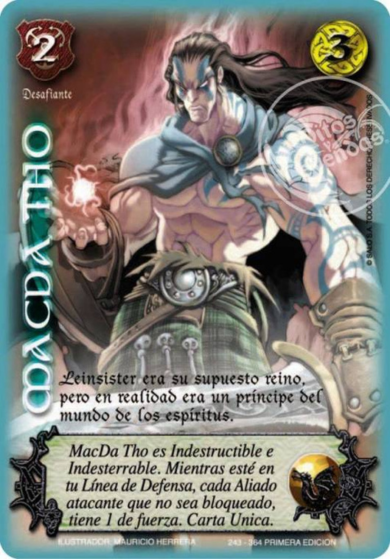 2
3
Desafiante
MACDA THO
Mitos y Leyendas
Leinsister era su supuesto reino,
pero en realidad era un príncipe del
mundo de los espíritus.
MacDa Tho es Indestructible e
Indesterrable. Mientras esté en
tu Línea de Defensa, cada Aliado
atacante que no sea bloqueado,
tiene 1 de fuerza. Carta Unica.
ILUSTRADOR: MAURICIO HERRERA 243 - 364 PRIMERA EDICION